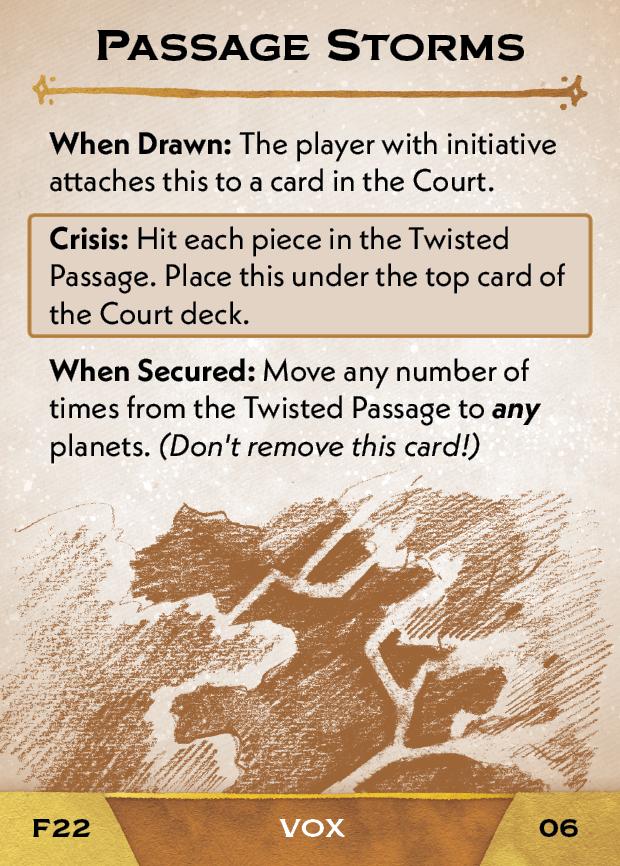 Passage Storms
When Drawn: The player with initiative
attaches this to a card in the Court.
Crisis: Hit each piece in the Twisted
Passage. Place this under the top card of
the Court deck.
When Secured: Move any number of
times from the Twisted Passage to any
planets. (Don't remove this card!)
F22 VOX 06